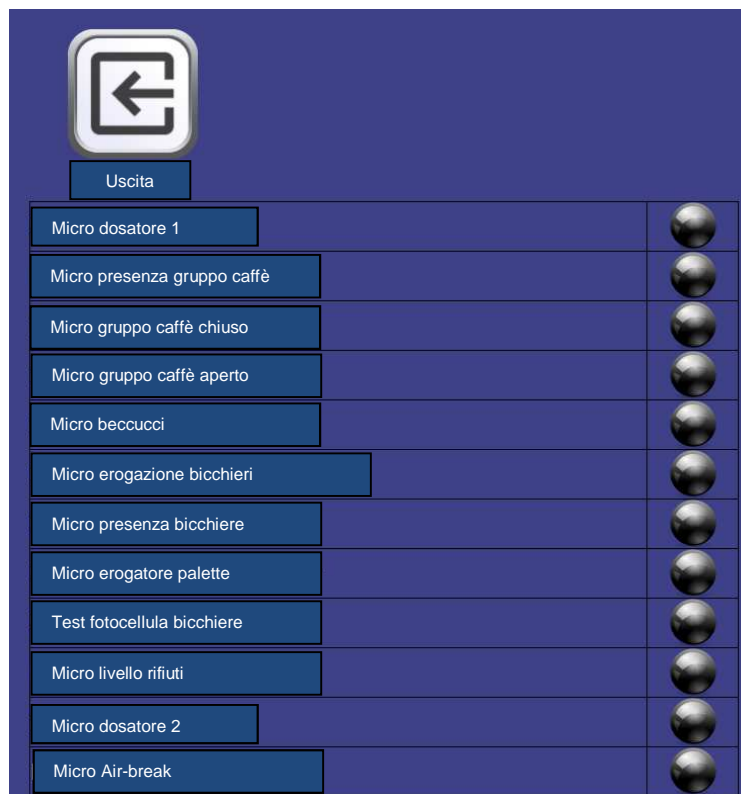 Uscita
Micro dosatore 1
Micro presenza gruppo caffè
Micro gruppo caffè chiuso
Micro gruppo caffè aperto
Micro beccucci
Micro erogazione bicchieri
Micro presenza bicchiere
Micro erogatore palette
Test fotocellula bicchiere
Micro livello rifiuti
Micro dosatore 2
Micro Air-break